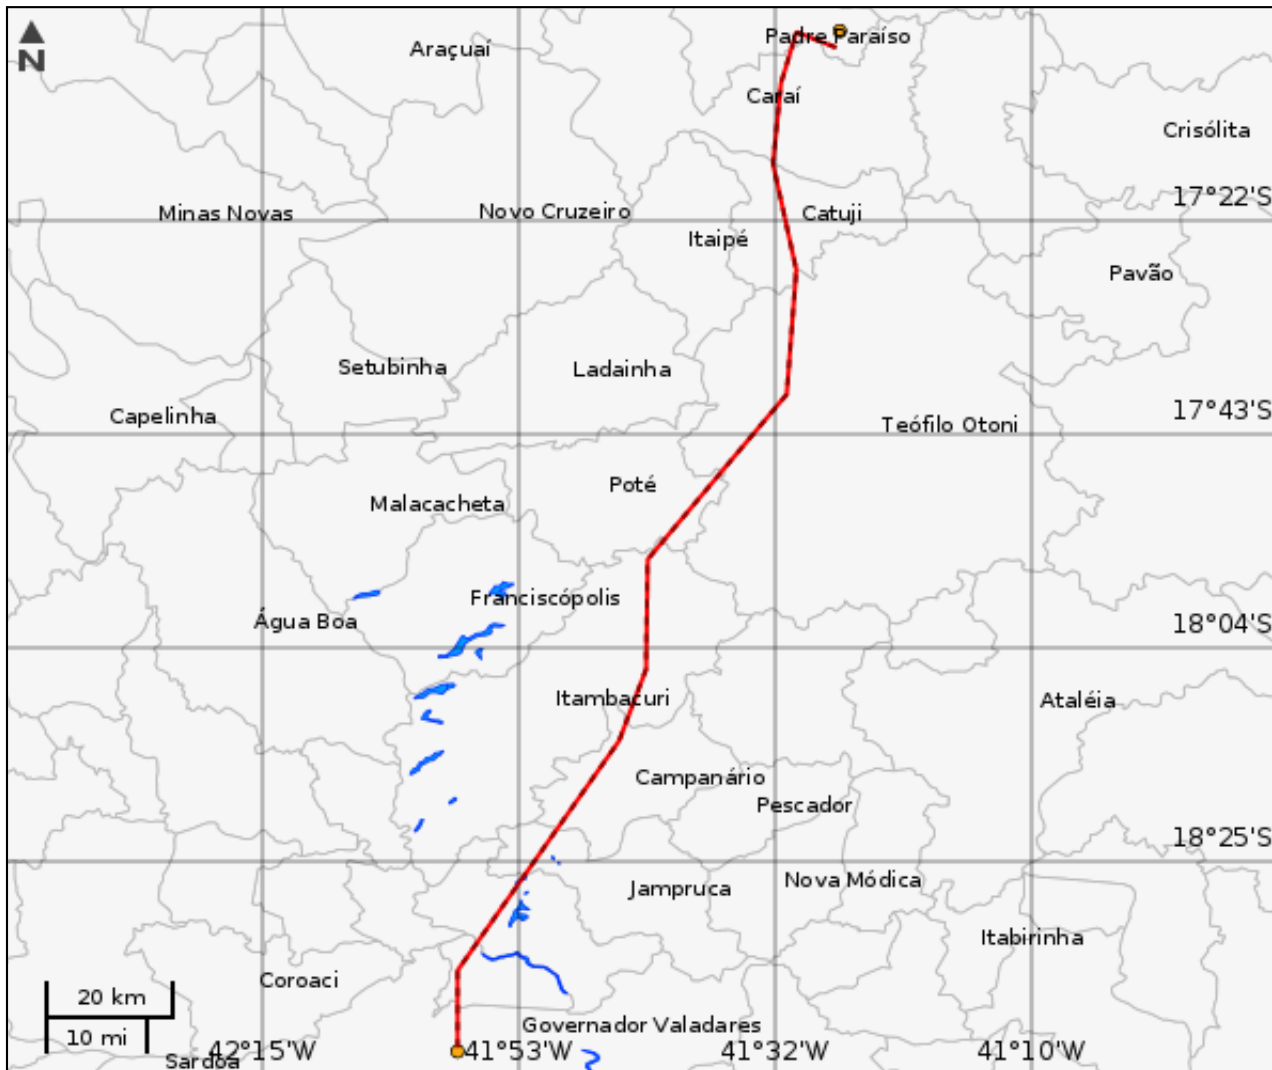 Padre Paraíso
Araçuaí
N
Caraí
Crisólita
17°22'S
Minas Novas
Novo Cruzeiro
Catuji
Itaipé
Pavão
Setubinha
Ladainha
17°43'S
Capelinha
Teófilo Otoni
Poté
Malacacheta
Franciscópolis
Água Boa
18°04'S
Itambacuri
Ataléia
Campanário
Pescador
18°25'S
Nova Módica
Jampruca
Itabirinha
Coroaci
20 km
Governador Valadares
10 mi
42°15'W
41°53'W
41°32'W
41°10'W
Sardoá